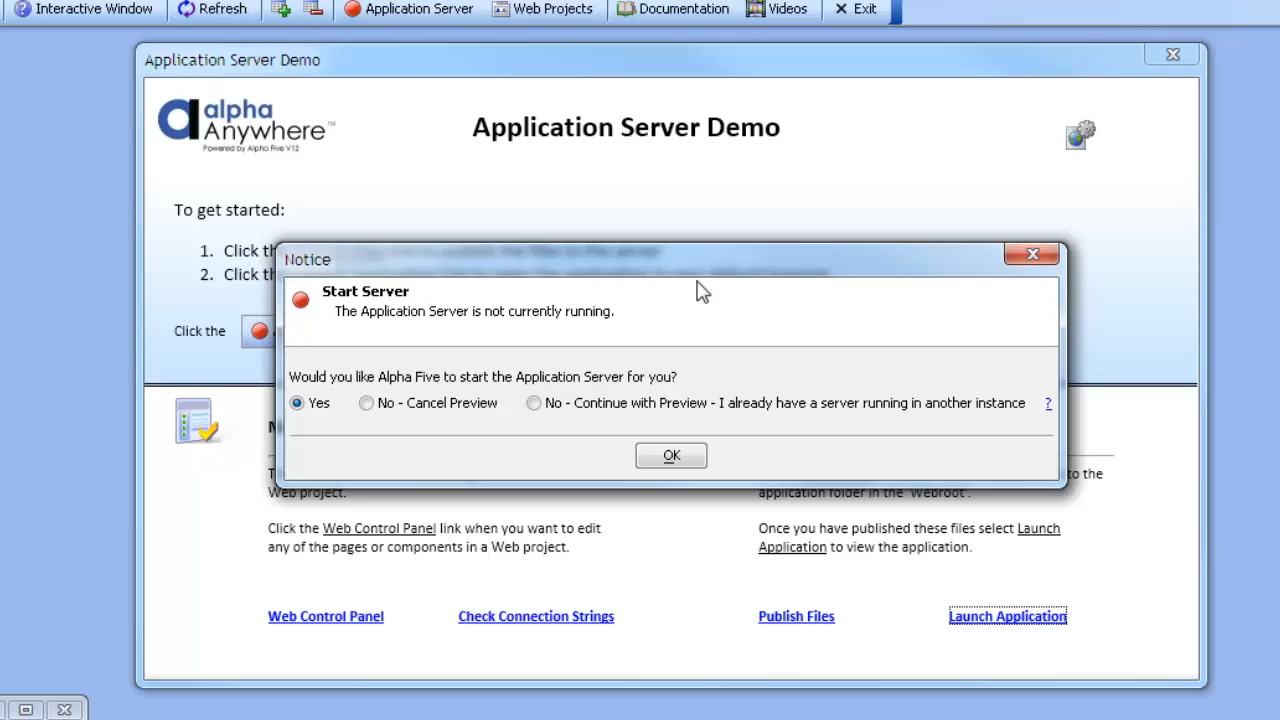 Interactive Window Refresh Application Server Web Projects Documentation Videos Exit
Application Server Demo
alpha
Anywhere™
Powered by Alpha Five V12
Application Server Demo
To get started:
1. Click th
2. Click th
Click the
Notice
Start Server
The Application Server is not currently running.
Would you like Alpha Five to start the Application Server for you?
Yes No - Cancel Preview No - Continue with Preview - I already have a server running in another instance ?
OK
to the
Web project.
application folder in the 'Webroot'.
Click the Web Control Panel link when you want to edit
any of the pages or components in a Web project.
Once you have published these files select Launch
Application to view the application.
Web Control Panel Check Connection Strings Publish Files Launch Application